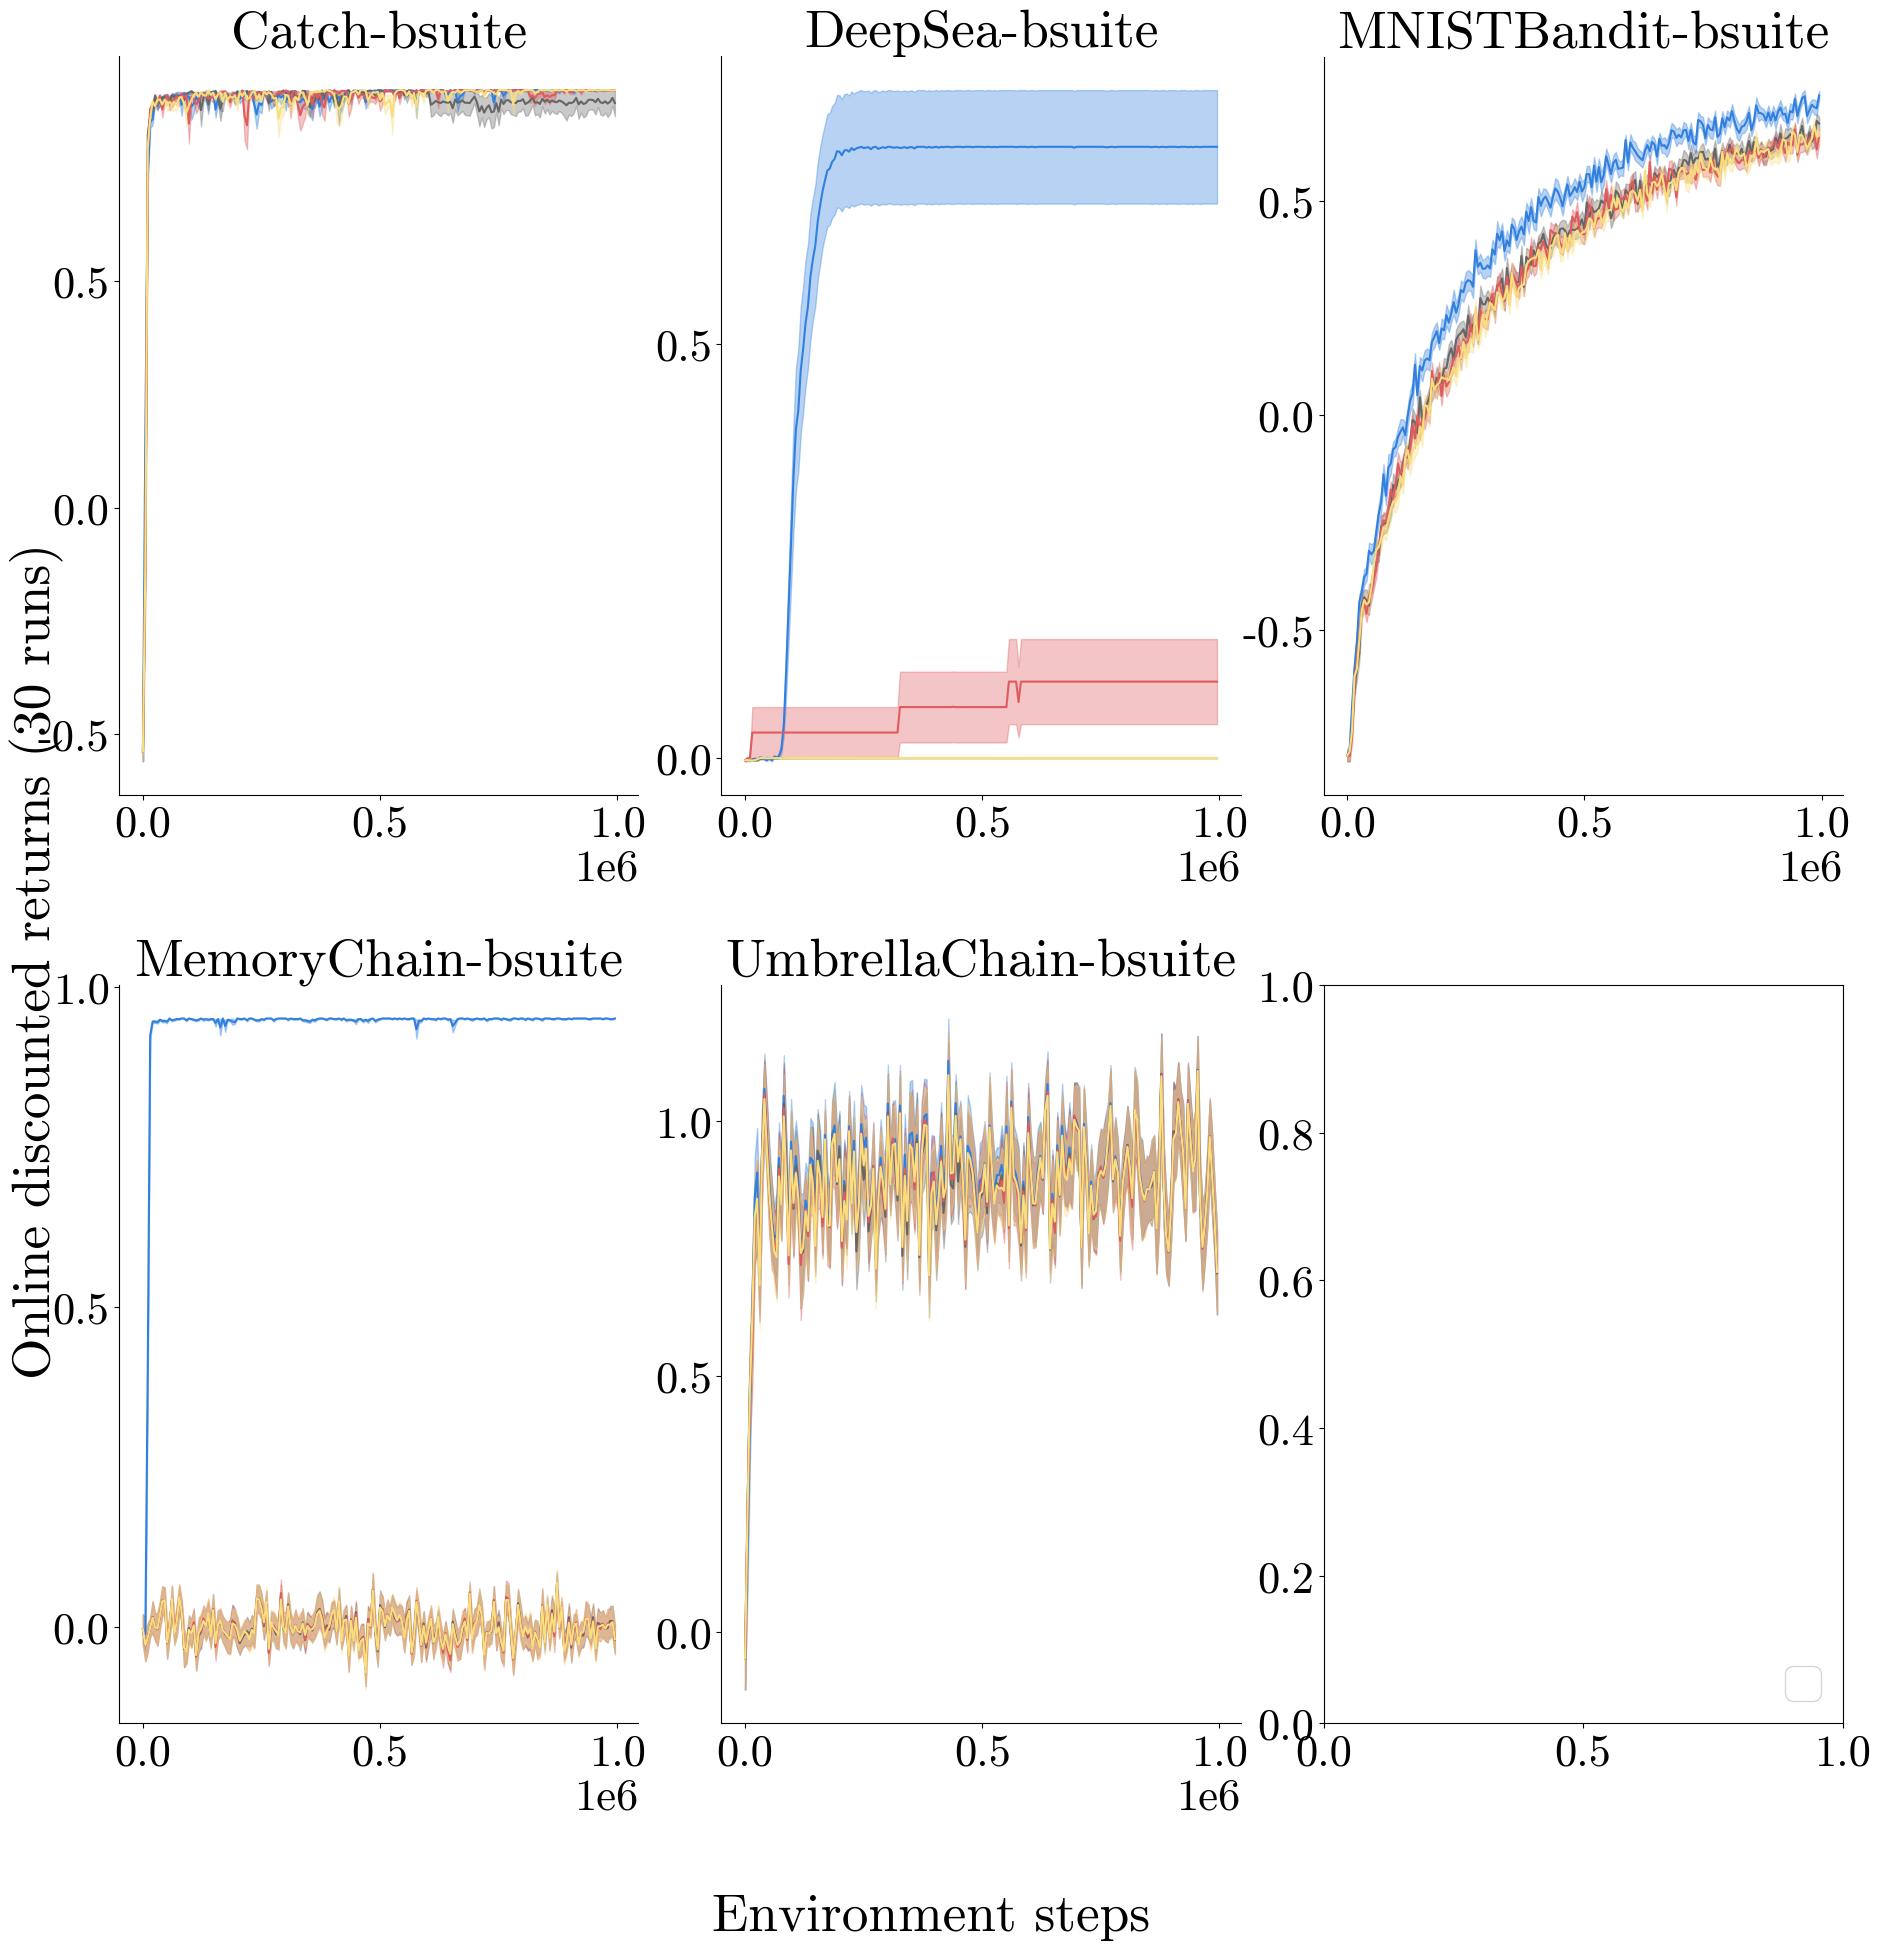 Catch-bsuite
DeepSea-bsuite
MNISTBandit-bsuite
0.5
0.0
-0.5
0.5
0.0
0.5
0.0
-0.5
0.0 0.5 1.0
1e6
0.0 0.5 1.0
1e6
0.0 0.5 1.0
1e6
Online discounted returns (30 runs)
MemoryChain-bsuite
UmbrellaChain-bsuite
1.0
0.5
0.0
1.0
0.5
0.0
1.0
0.8
0.6
0.4
0.2
0.0
0.0 0.5 1.0
1e6
0.0 0.5 1.0
1e6
0.0 0.5 1.0
Environment steps